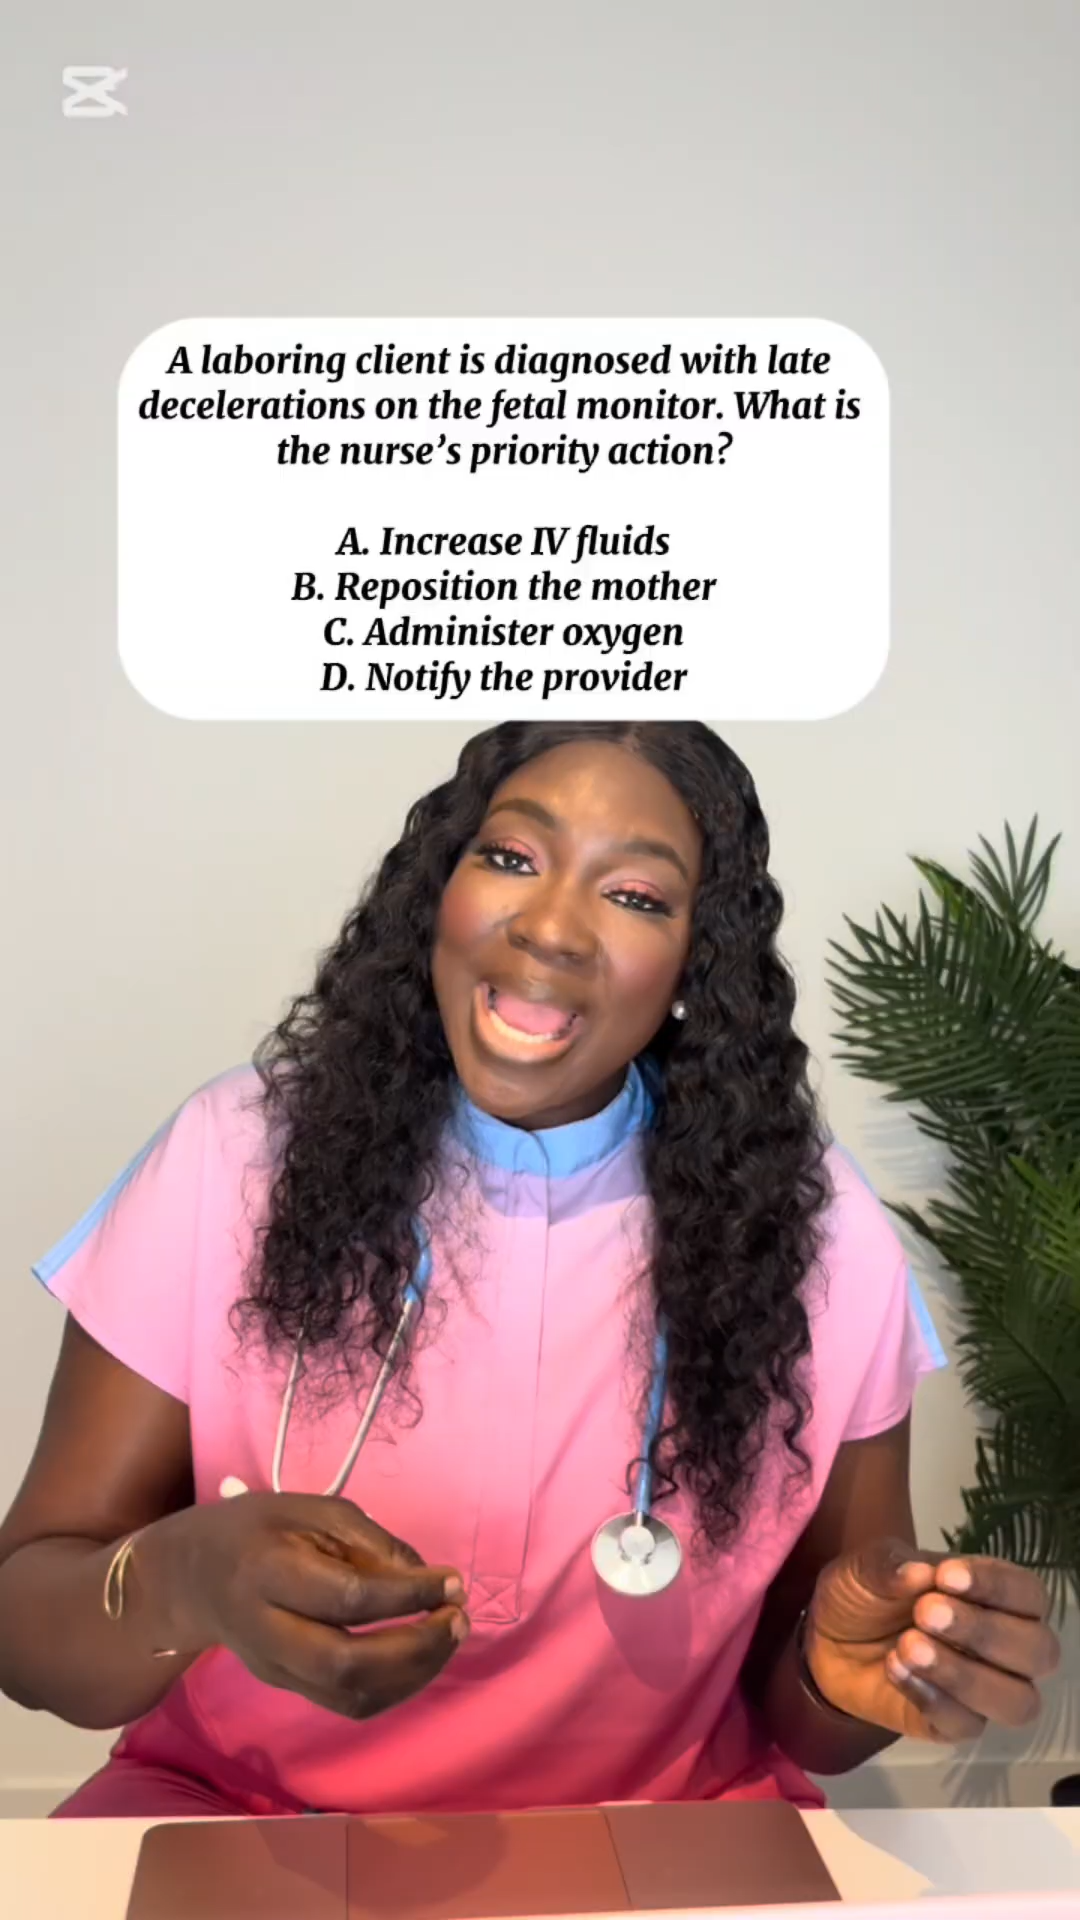 A laboring client is diagnosed with late
decelerations on the fetal monitor. What is
the nurse’s priority action?
A. Increase IV fluids
B. Reposition the mother
C. Administer oxygen
D. Notify the provider